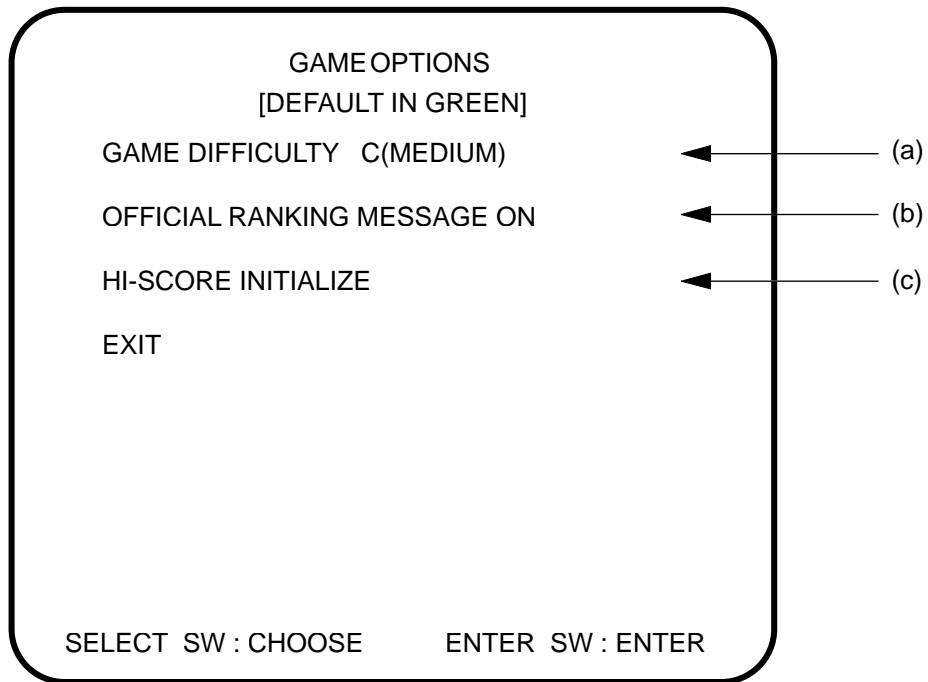 GAME OPTIONS
[DEFAULT IN GREEN]
GAME DIFFICULTY C(MEDIUM) (a)
OFFICIAL RANKING MESSAGE ON (b)
HI-SCORE INITIALIZE (c)
EXIT
SELECT SW : CHOOSE ENTER SW : ENTER